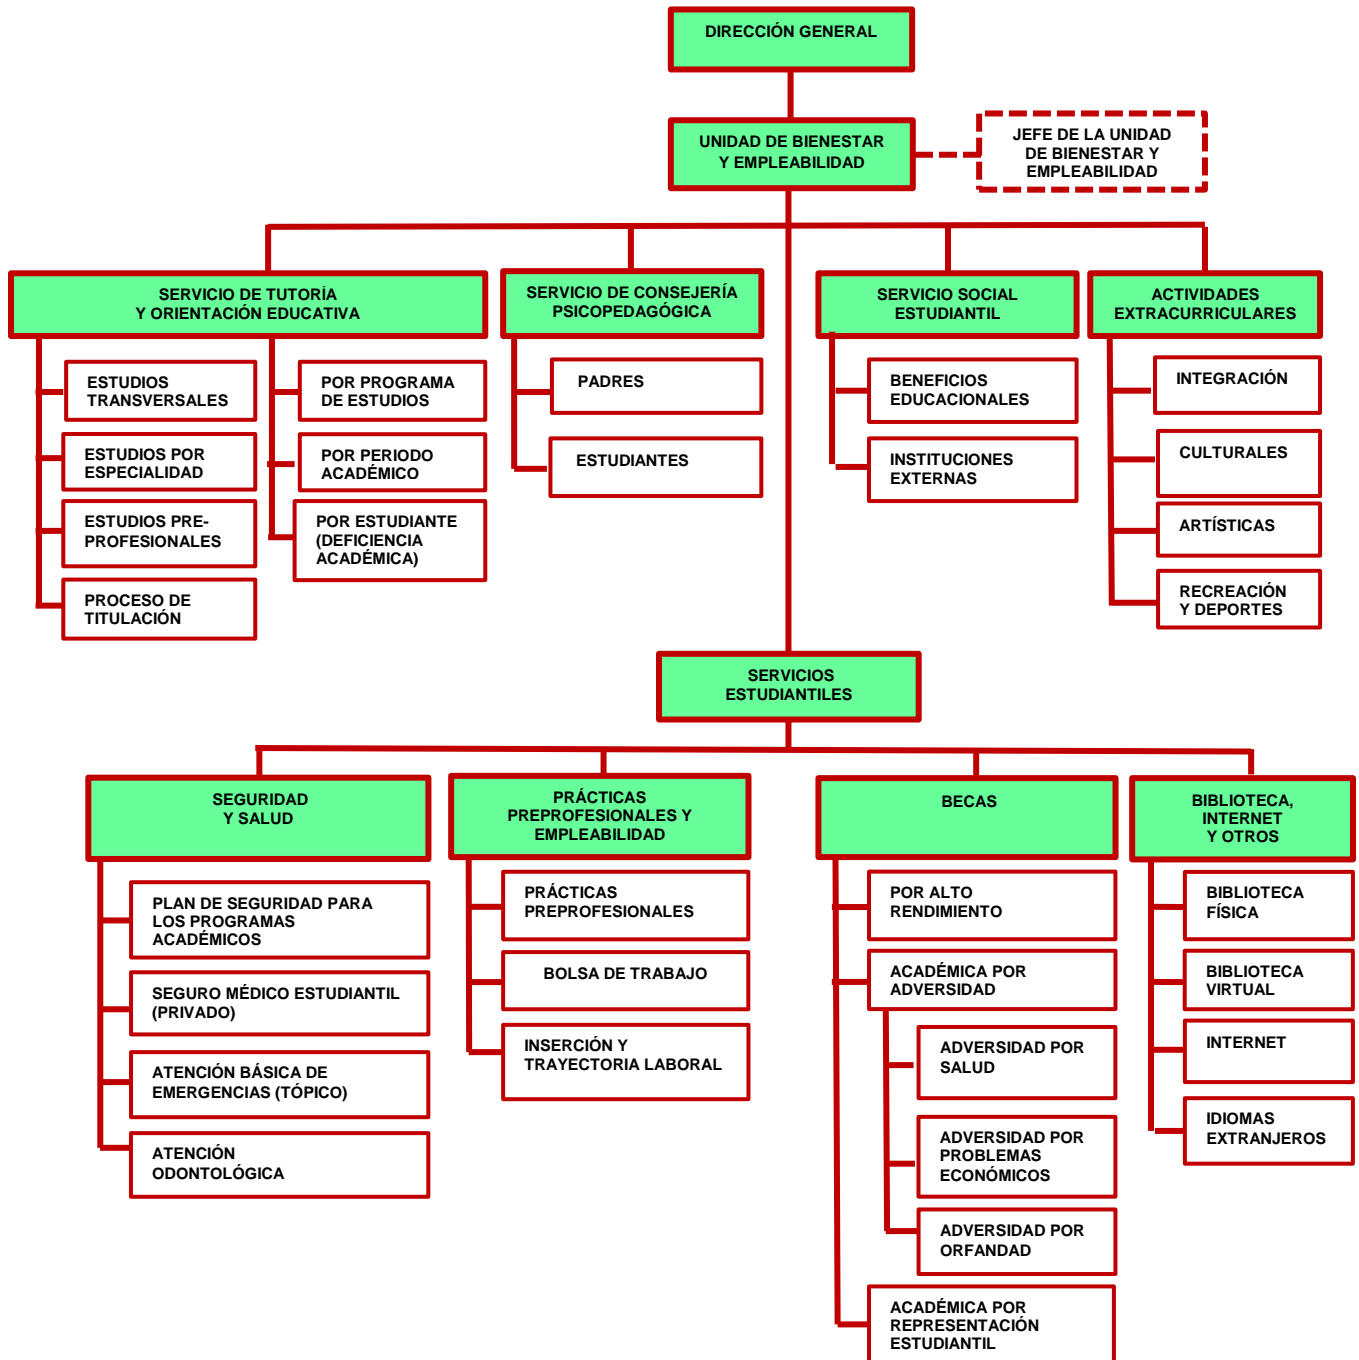 DIRECCIÓN GENERAL
UNIDAD DE BIENESTAR
Y EMPLEABILIDAD
JEFE DE LA UNIDAD
DE BIENESTAR Y
EMPLEABILIDAD
SERVICIO DE TUTORÍA
Y ORIENTACIÓN EDUCATIVA
ESTUDIOS
TRANSVERSALES
ESTUDIOS POR
ESPECIALIDAD
ESTUDIOS PRE-
PROFESIONALES
PROCESO DE
TITULACIÓN
POR PROGRAMA
DE ESTUDIOS
POR PERIODO
ACADÉMICO
POR ESTUDIANTE
(DEFICIENCIA
ACADÉMICA)
SERVICIO DE CONSEJERÍA
PSICOPEDAGÓGICA
PADRES
ESTUDIANTES
SERVICIO SOCIAL
ESTUDIANTIL
BENEFICIOS
EDUCACIONALES
INSTITUCIONES
EXTERNAS
ACTIVIDADES
EXTRACURRICULARES
INTEGRACIÓN
CULTURALES
ARTÍSTICAS
RECREACIÓN
Y DEPORTES
SERVICIOS
ESTUDIANTILES
SEGURIDAD
Y SALUD
PLAN DE SEGURIDAD PARA
LOS PROGRAMAS
ACADÉMICOS
SEGURO MÉDICO ESTUDIANTIL
(PRIVADO)
ATENCIÓN BÁSICA DE
EMERGENCIAS (TÓPICO)
ATENCIÓN
ODONTOLÓGICA
PRÁCTICAS
PREPROFESIONALES Y
EMPLEABILIDAD
PRÁCTICAS
PREPROFESIONALES
BOLSA DE TRABAJO
INSERCIÓN Y
TRAYECTORIA LABORAL
BECAS
POR ALTO
RENDIMIENTO
ACADÉMICA POR
ADVERSIDAD
ADVERSIDAD POR
SALUD
ADVERSIDAD POR
PROBLEMAS
ECONÓMICOS
ADVERSIDAD POR
ORFANDAD
ACADÉMICA POR
REPRESENTACIÓN
ESTUDIANTIL
BIBLIOTECA,
INTERNET
Y OTROS
BIBLIOTECA
FÍSICA
BIBLIOTECA
VIRTUAL
INTERNET
IDIOMAS
EXTRANJEROS